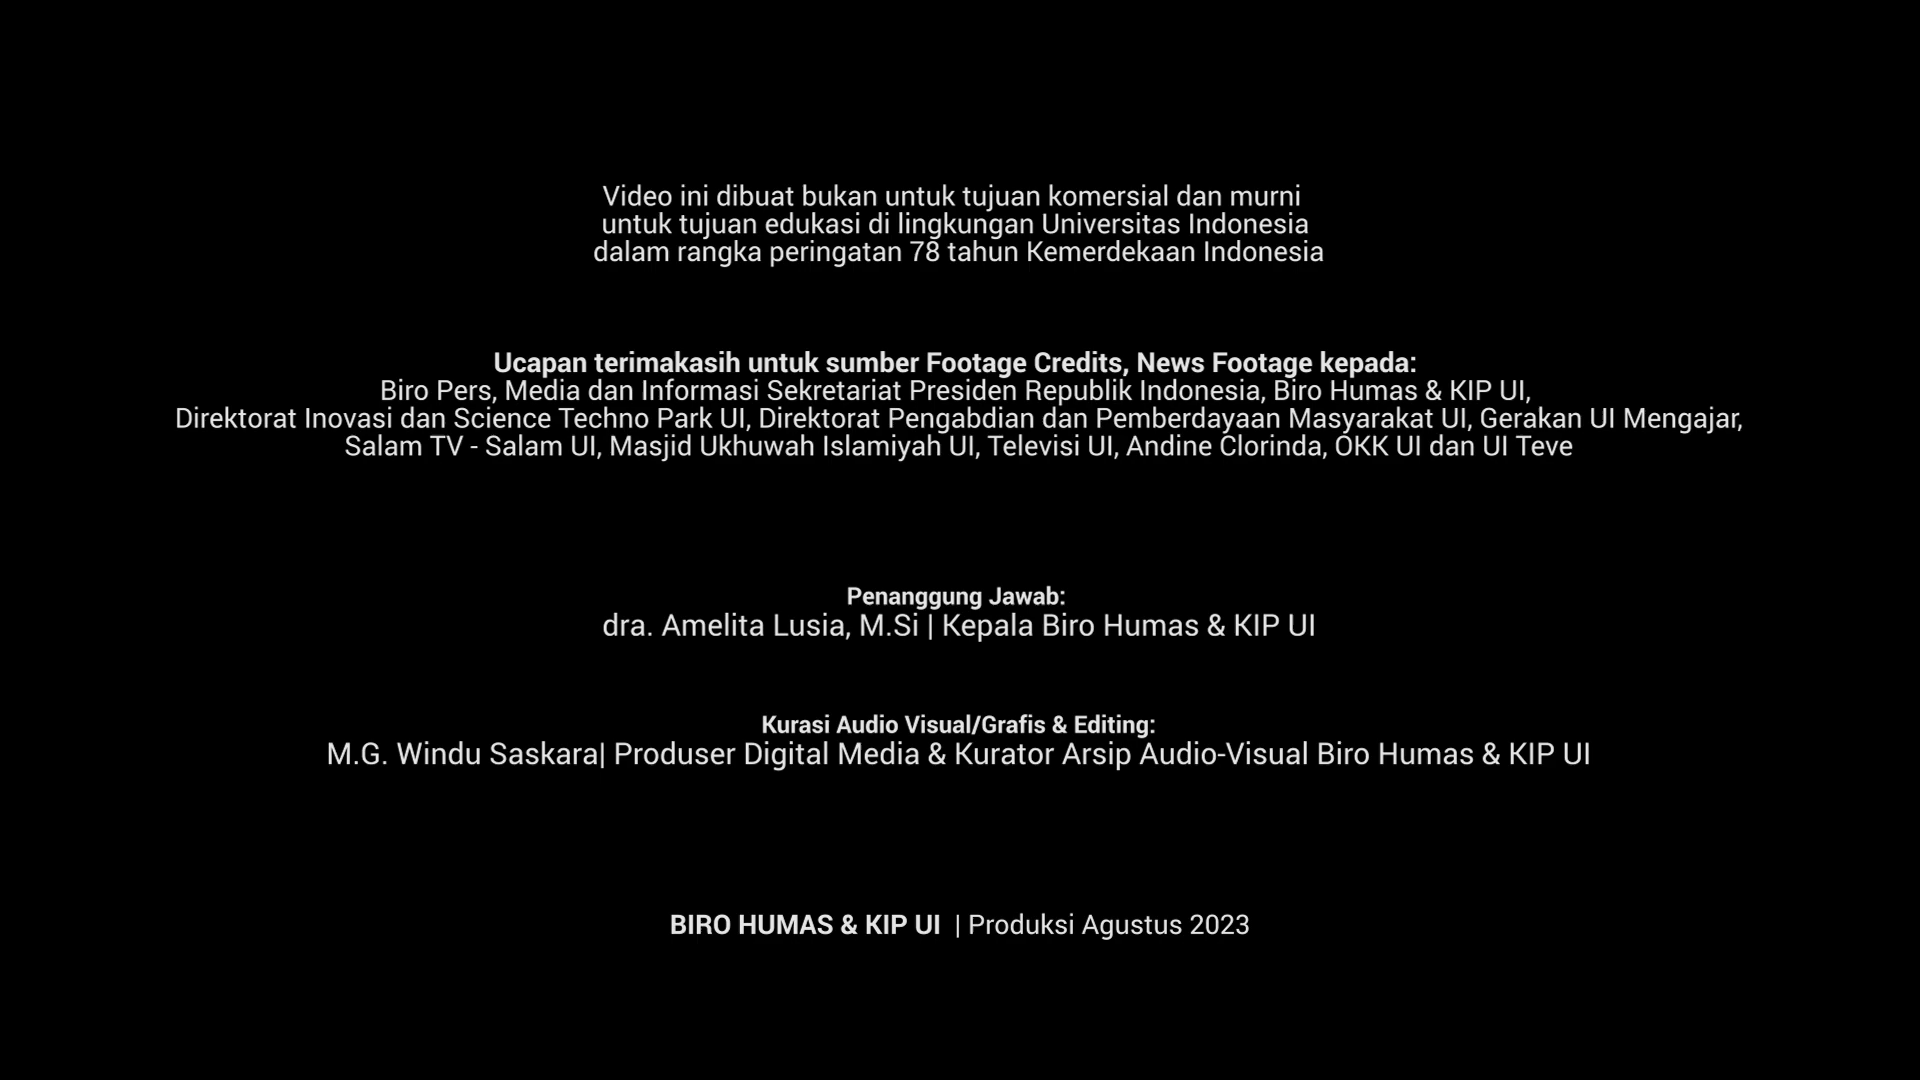 Video ini dibuat bukan untuk tujuan komersial dan murni
untuk tujuan edukasi di lingkungan Universitas Indonesia
dalam rangka peringatan 78 tahun Kemerdekaan Indonesia
Ucapan terimakasih untuk sumber Footage Credits, News Footage kepada:
Biro Pers, Media dan Informasi Sekretariat Presiden Republik Indonesia, Biro Humas & KIP UI,
Direktorat Inovasi dan Science Techno Park UI, Direktorat Pengabdian dan Pemberdayaan Masyarakat UI, Gerakan UI Mengajar,
Salam TV - Salam UI, Masjid Ukhuwah Islamiyah UI, Televisi UI, Andine Clorinda, OKK UI dan UI Teve
Penanggung Jawab:
dra. Amelita Lusia, M.Si | Kepala Biro Humas & KIP UI
Kurasi Audio Visual/Grafis & Editing:
M.G. Windu Saskara| Produser Digital Media & Kurator Arsip Audio-Visual Biro Humas & KIP UI
BIRO HUMAS & KIP UI | Produksi Agustus 2023